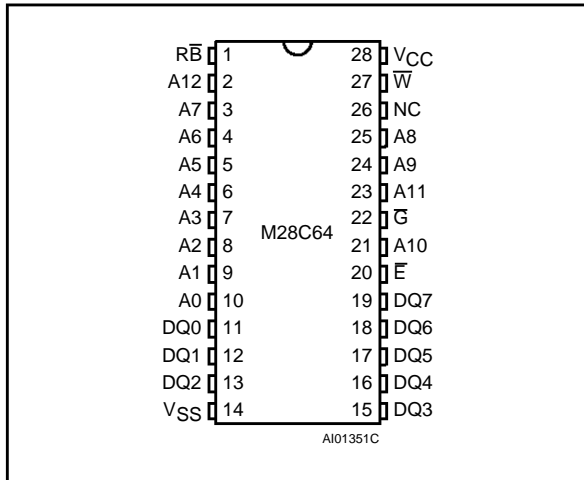 RB̅ 1 28 VCC
A12 2 27 W̅
A7 3 26 NC
A6 4 25 A8
A5 5 24 A9
A4 6 23 A11
A3 7 22 G̅
M28C64
A2 8 21 A10
A1 9 20 E̅
A0 10 19 DQ7
DQ0 11 18 DQ6
DQ1 12 17 DQ5
DQ2 13 16 DQ4
VSS 14 15 DQ3
AI01351C